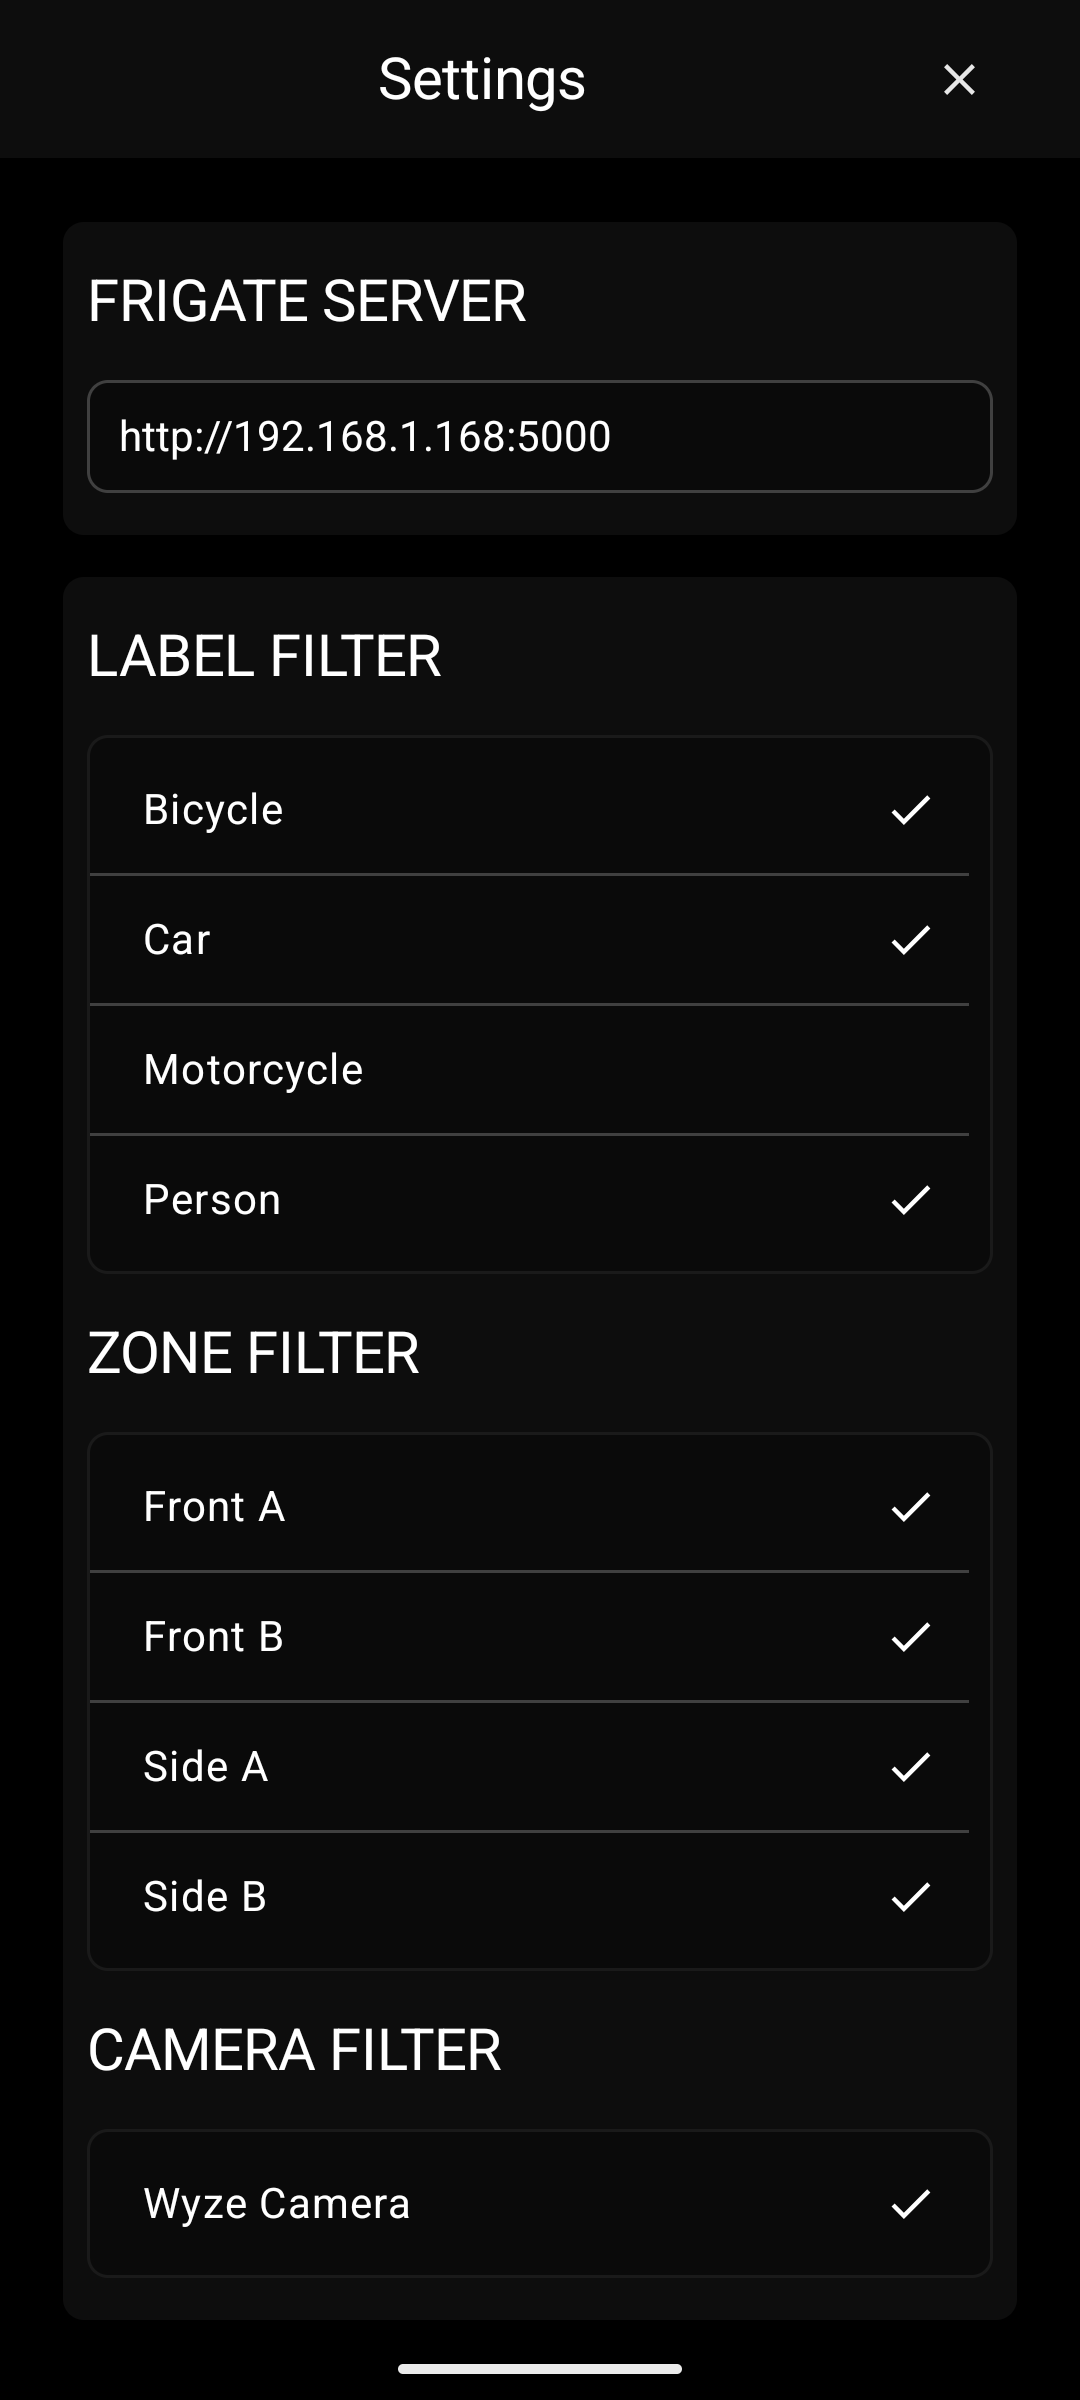 Settings
FRIGATE SERVER
http://192.168.1.168:5000
LABEL FILTER
Bicycle
Car
Motorcycle
Person
ZONE FILTER
Front A
Front B
Side A
Side B
CAMERA FILTER
Wyze Camera